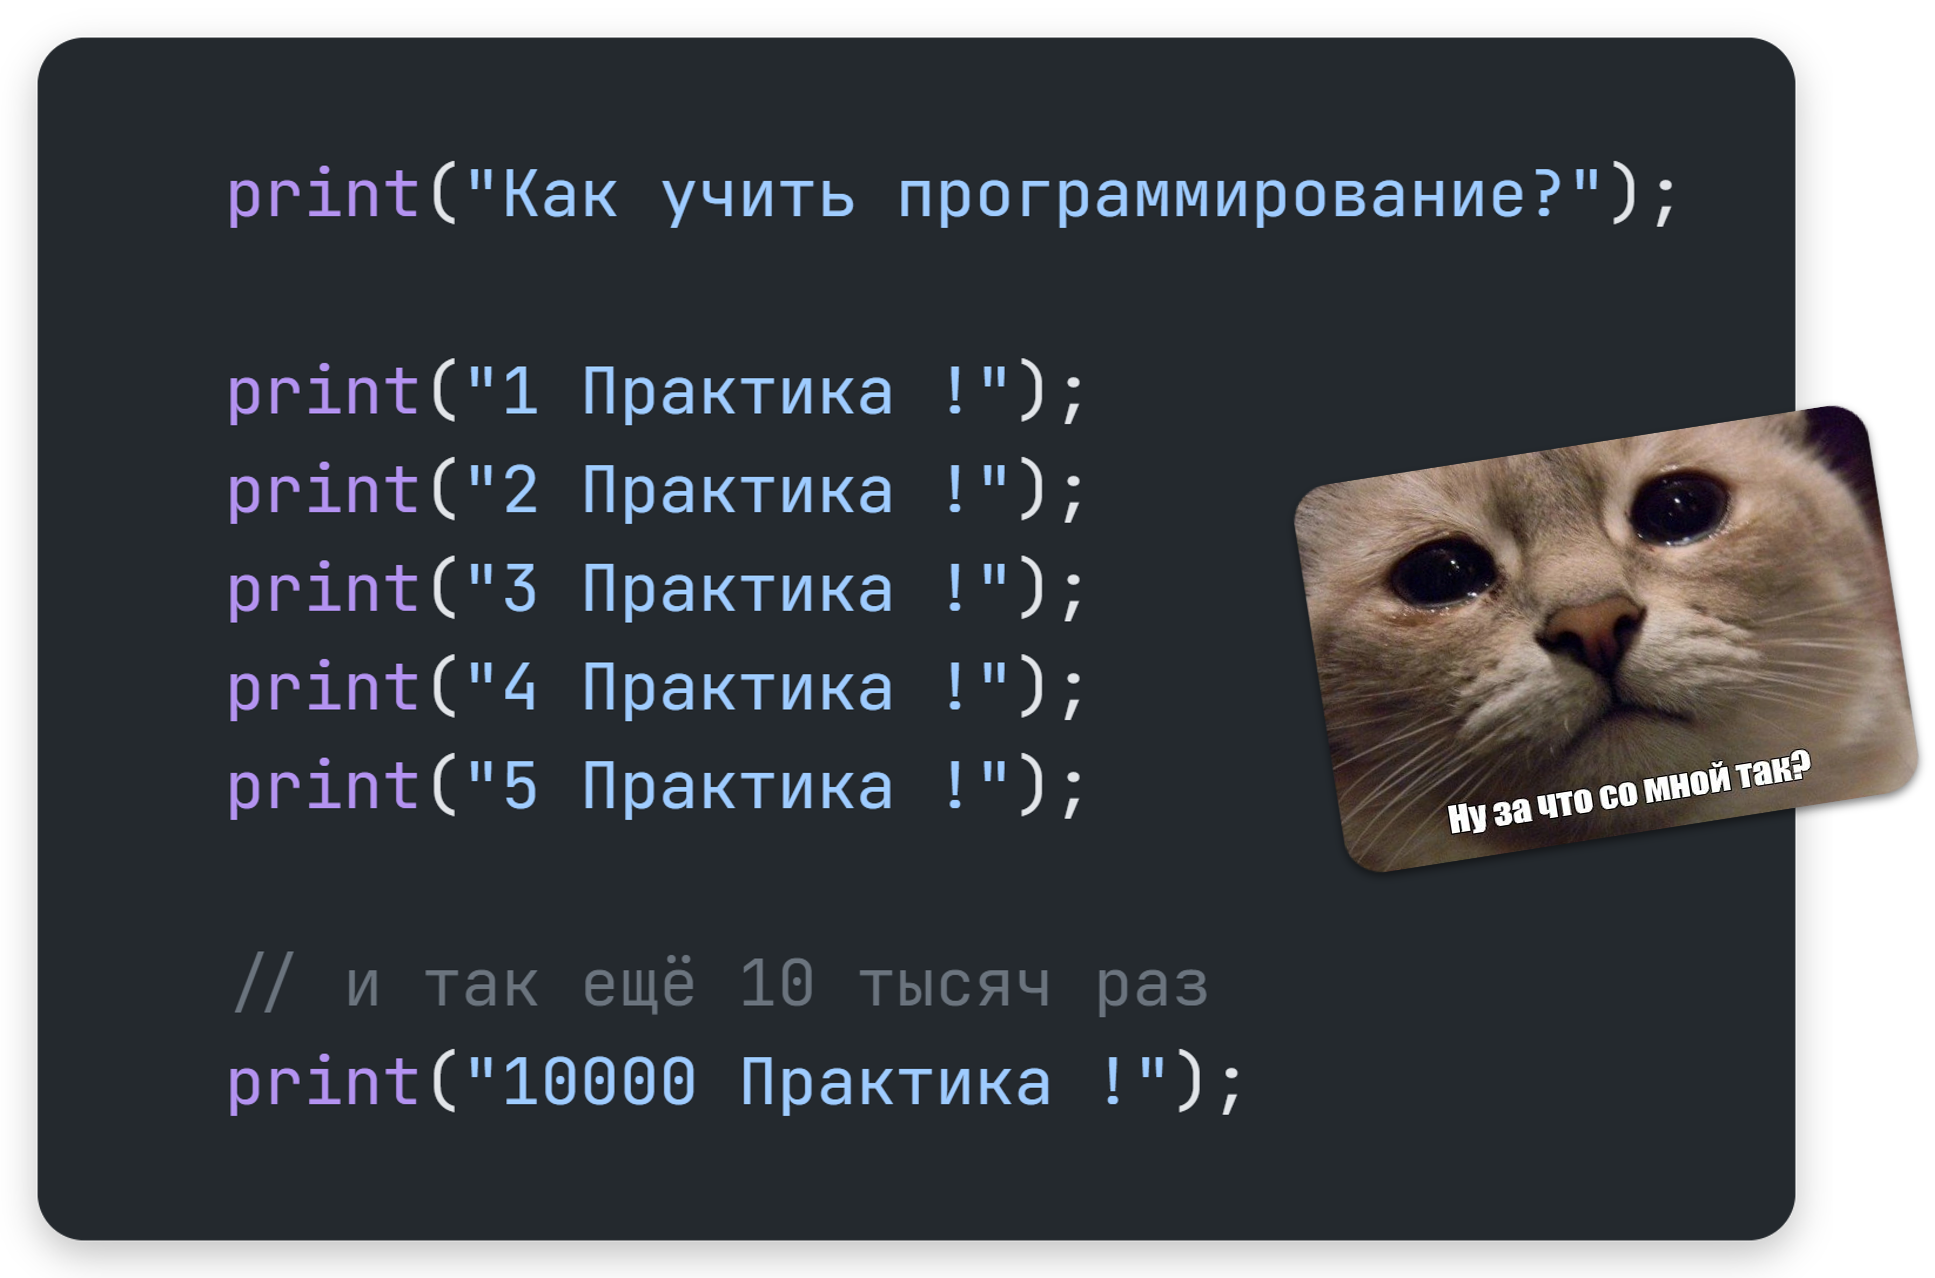 print("Как учить программирование?");
print("1 Практика !");
print("2 Практика !");
print("3 Практика !");
print("4 Практика !");
print("5 Практика !");
Ну за что со мной так?
// и так ещё 10 тысяч раз
print("10000 Практика !");